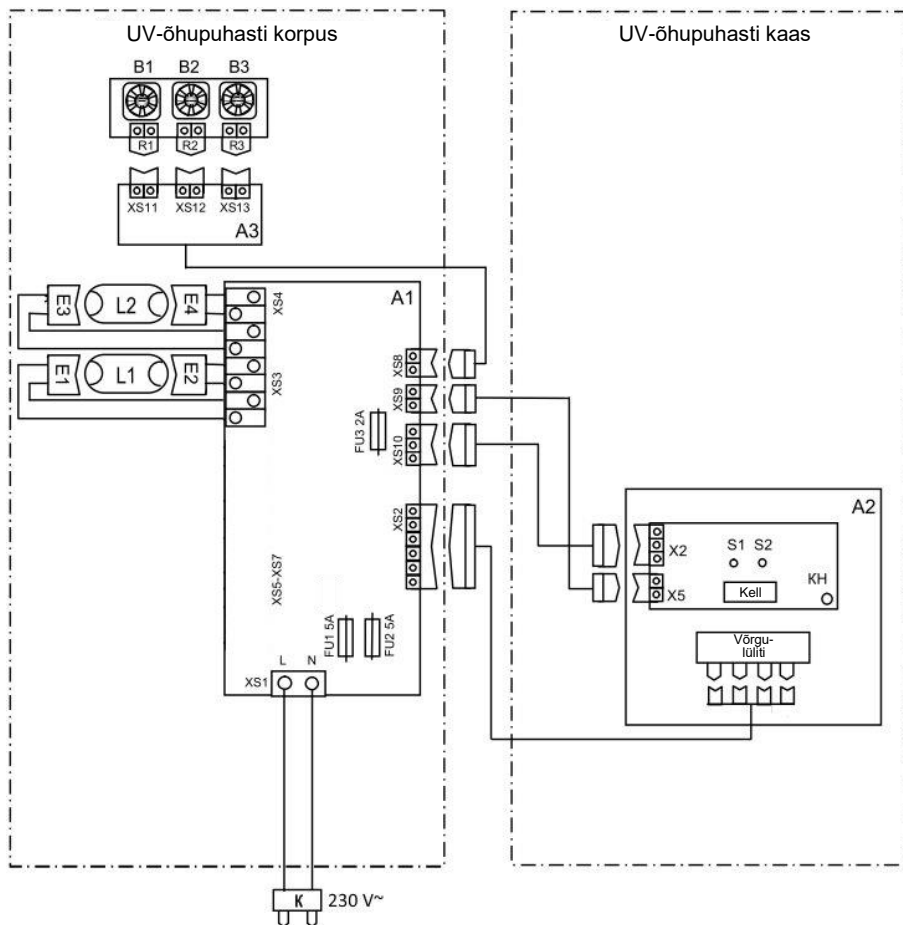 UV-õhupuhasti korpus
UV-õhupuhasti kaas
B1 B2 B3
R1 R2 R3
XS11 XS12 XS13
A3
A1
E3 L2 E4
XS4
E1 L1 E2
XS3
XS8
XS9
XS10
FU3 2A
XS2
XS5-XS7
FU1 5A
FU2 5A
L N
XS1
K 230 V~
A2
X2
S1 S2
X5
Kell
KH
Võrgu-
lüliti